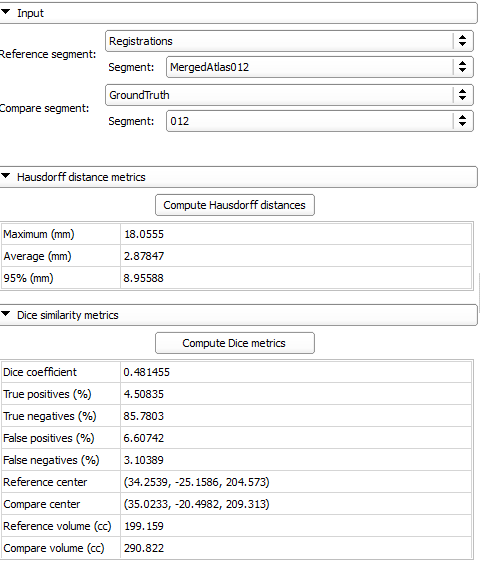 Input
Reference segment:
Registrations
Segment: MergedAtlas012
Compare segment:
GroundTruth
Segment: 012
Hausdorff distance metrics
Compute Hausdorff distances
Maximum (mm) 18.0555
Average (mm) 2.87847
95% (mm) 8.95588
Dice similarity metrics
Compute Dice metrics
Dice coefficient 0.481455
True positives (%) 4.50835
True negatives (%) 85.7803
False positives (%) 6.60742
False negatives (%) 3.10389
Reference center (34.2539, -25.1586, 204.573)
Compare center (35.0233, -20.4982, 209.313)
Reference volume (cc) 199.159
Compare volume (cc) 290.822